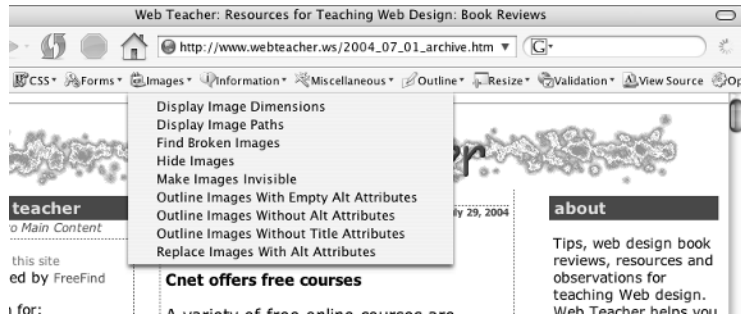 Web Teacher: Resources for Teaching Web Design: Book Reviews
http://www.webteacher.ws/2004_07_01_archive.htm
G
CSS Forms Images Information Miscellaneous Outline Resize Validation View Source Op
Display Image Dimensions
Display Image Paths
Find Broken Images
Hide Images
Make Images Invisible
Outline Images With Empty Alt Attributes
Outline Images Without Alt Attributes
Outline Images Without Title Attributes
Replace Images With Alt Attributes
er
teacher
o Main Content
this site
ed by FreeFind
n for:
ly 29, 2004
Cnet offers free courses
A variety of free online courses are
about
Tips, web design book
reviews, resources and
observations for
teaching Web design.
Web Teacher helps you